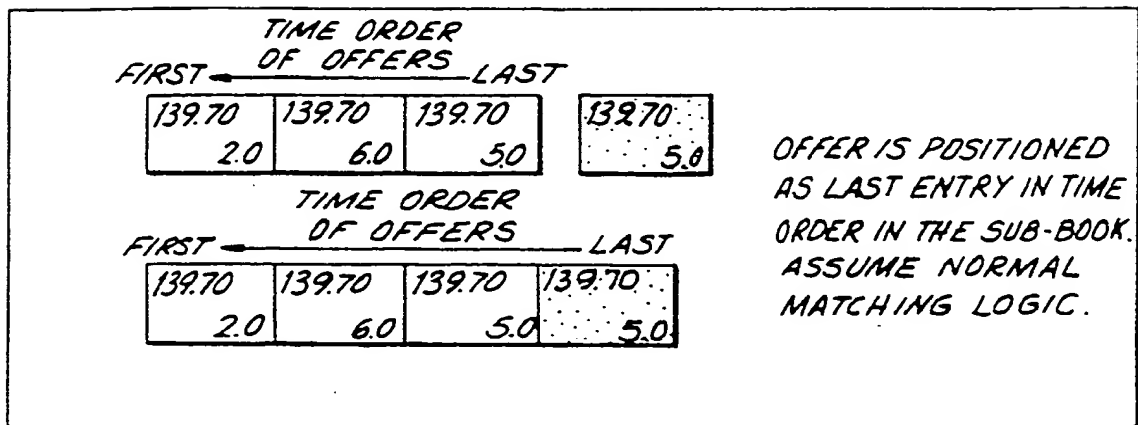 TIME ORDER
OF OFFERS
FIRST LAST
139.70 139.70 139.70 139.70
2.0 6.0 5.0 5.0
TIME ORDER
OF OFFERS
FIRST LAST
139.70 139.70 139.70 139.70
2.0 6.0 5.0 5.0
OFFER IS POSITIONED
AS LAST ENTRY IN TIME
ORDER IN THE SUB-BOOK.
ASSUME NORMAL
MATCHING LOGIC.